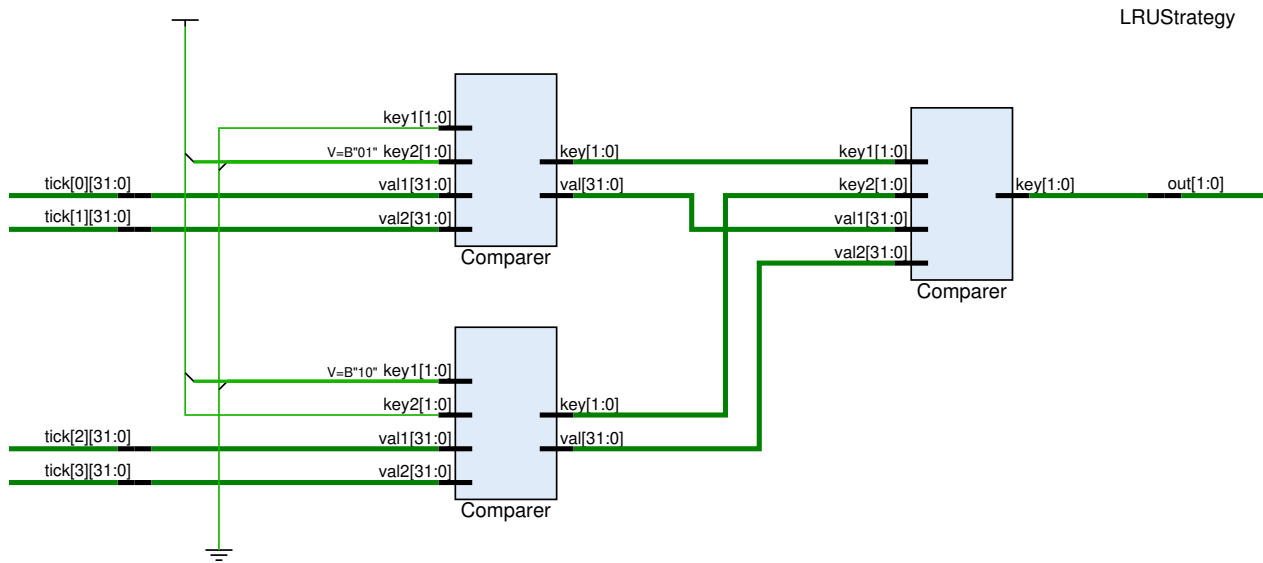 LRUStrategy
key1[1:0]
V=B"01" key2[1:0]
tick[0][31:0]
val1[31:0]
tick[1][31:0]
val2[31:0]
key[1:0]
val[31:0]
Comparer
key1[1:0]
key2[1:0]
val1[31:0]
val2[31:0]
key[1:0]
out[1:0]
Comparer
V=B"10" key1[1:0]
key2[1:0]
tick[2][31:0]
val1[31:0]
tick[3][31:0]
val2[31:0]
key[1:0]
val[31:0]
Comparer